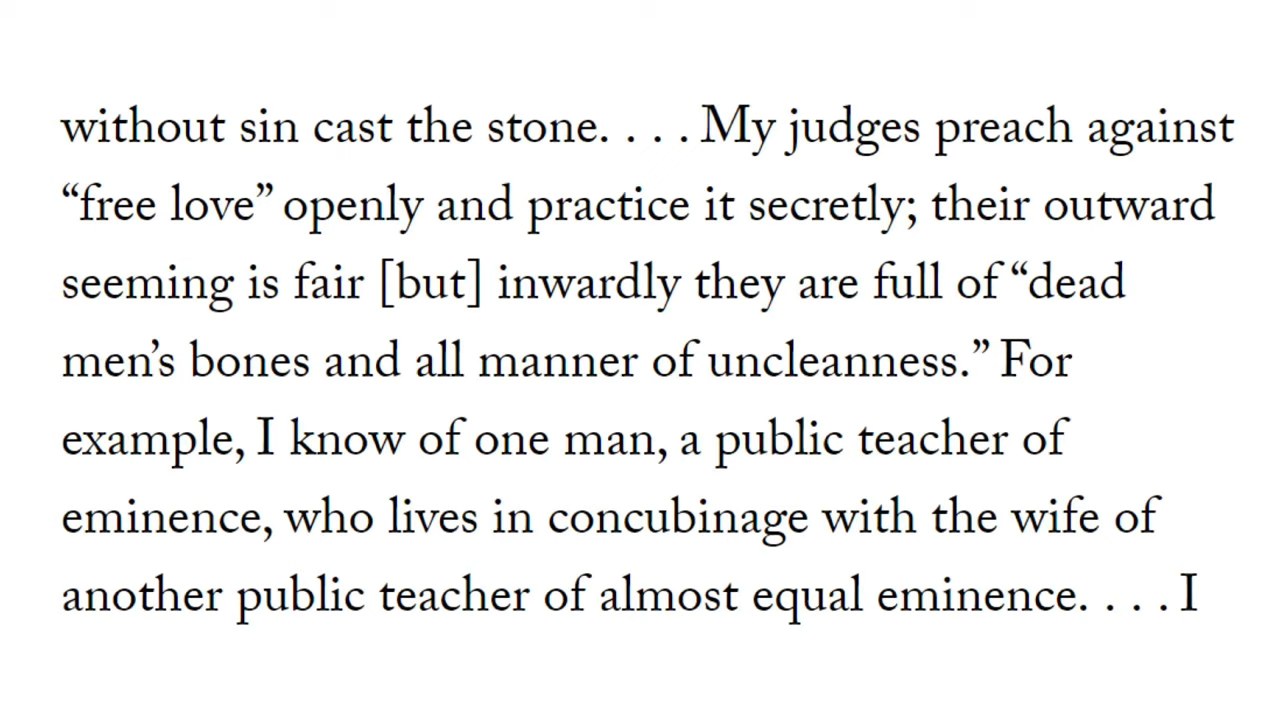 without sin cast the stone. . . . My judges preach against
“free love” openly and practice it secretly; their outward
seeming is fair [but] inwardly they are full of “dead
men’s bones and all manner of uncleanness.” For
example, I know of one man, a public teacher of
eminence, who lives in concubinage with the wife of
another public teacher of almost equal eminence. . . . I